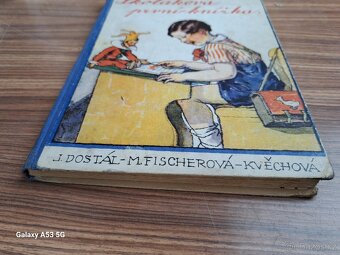 Školákova
první knížka
J. DOSTÁL-M. FISCHEROVÁ-KVĚCHOVÁ
Galaxy A53 5G